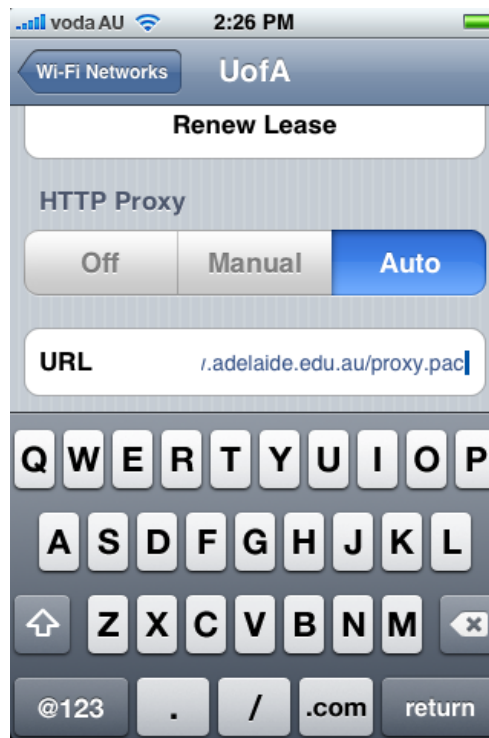 voda AU 2:26 PM
Wi-Fi Networks UofA
Renew Lease
HTTP Proxy
Off Manual Auto
URL .adelaide.edu.au/proxy.pac
Q W E R T Y U I O P
A S D F G H J K L
Z X C V B N M
@123 . / .com return